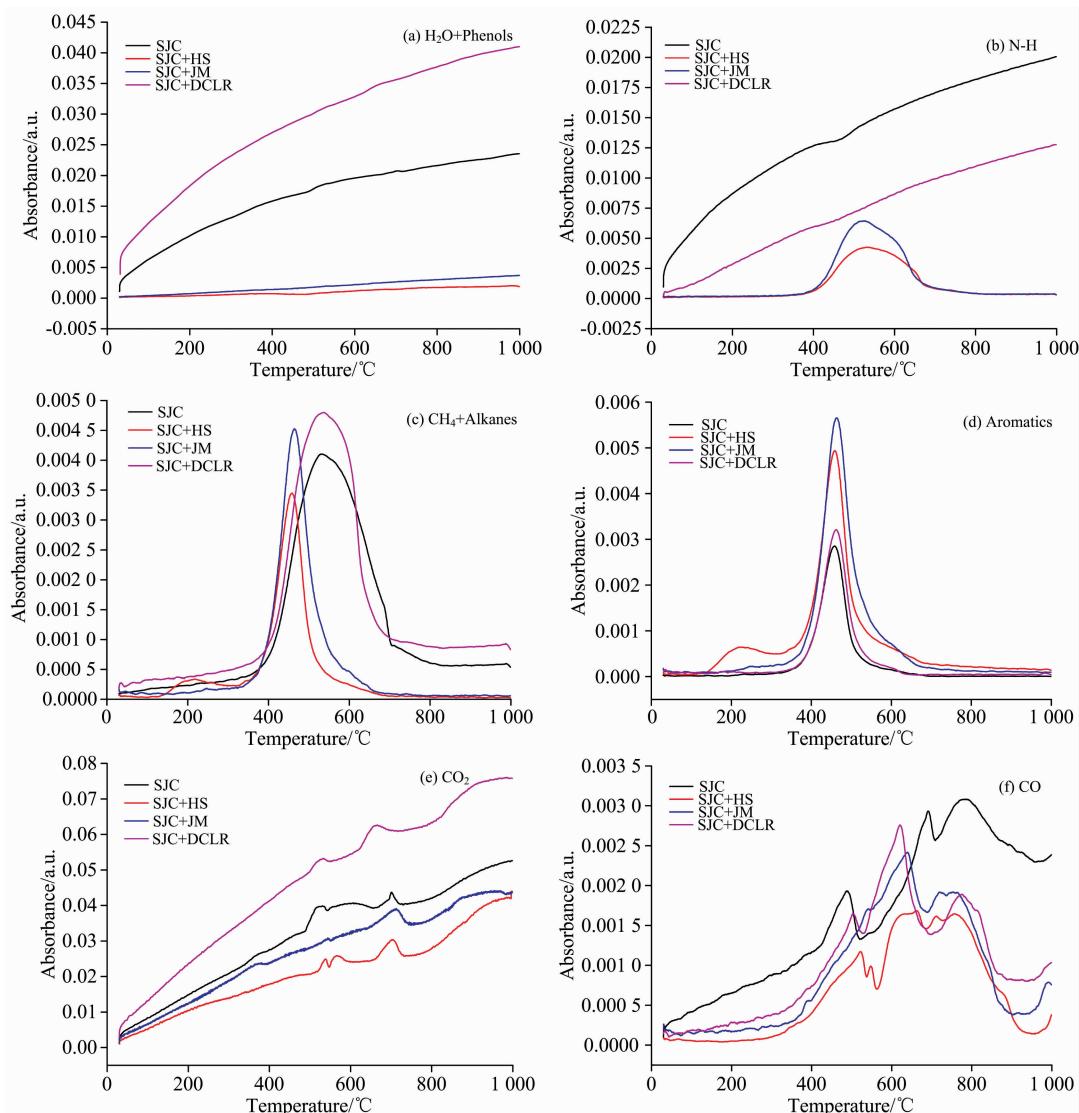 (a) H₂O+Phenols
SJC
SJC+HS
SJC+JM
SJC+DCLR
0.045
0.040
0.035
0.030
0.025
0.020
0.015
0.010
0.005
0.000
-0.005
Absorbance/a.u.
0 200 400 600 800 1 000
Temperature/℃
(b) N-H
SJC
SJC+HS
SJC+JM
SJC+DCLR
0.0200
0.0175
0.0150
0.0125
0.0100
0.0075
0.0050
0.0025
0.0000
-0.0025
Absorbance/a.u.
0 200 400 600 800 1 000
Temperature/℃
(c) CH₄+Alkanes
SJC
SJC+HS
SJC+JM
SJC+DCLR
0.005 0
0.004 5
0.004 0
0.003 5
0.003 0
0.002 5
0.002 0
0.001 5
0.001 0
0.000 5
0.0000
Absorbance/a.u.
0 200 400 600 800 1 000
Temperature/℃
(d) Aromatics
SJC
SJC+HS
SJC+JM
SJC+DCLR
0.006
0.005
0.004
0.003
0.002
0.001
0.000
Absorbance/a.u.
0 200 400 600 800 1 000
Temperature/℃
(e) CO₂
SJC
SJC+HS
SJC+JM
SJC+DCLR
0.08
0.07
0.06
0.05
0.04
0.03
0.02
0.01
0.00
Absorbance/a.u.
0 200 400 600 800 1 000
Temperature/℃
(f) CO
SJC
SJC+HS
SJC+JM
SJC+DCLR
0.003 5
0.003 0
0.002 5
0.002 0
0.001 5
0.001 0
0.000 5
0.0000
Absorbance/a.u.
0 200 400 600 800 1 000
Temperature/℃